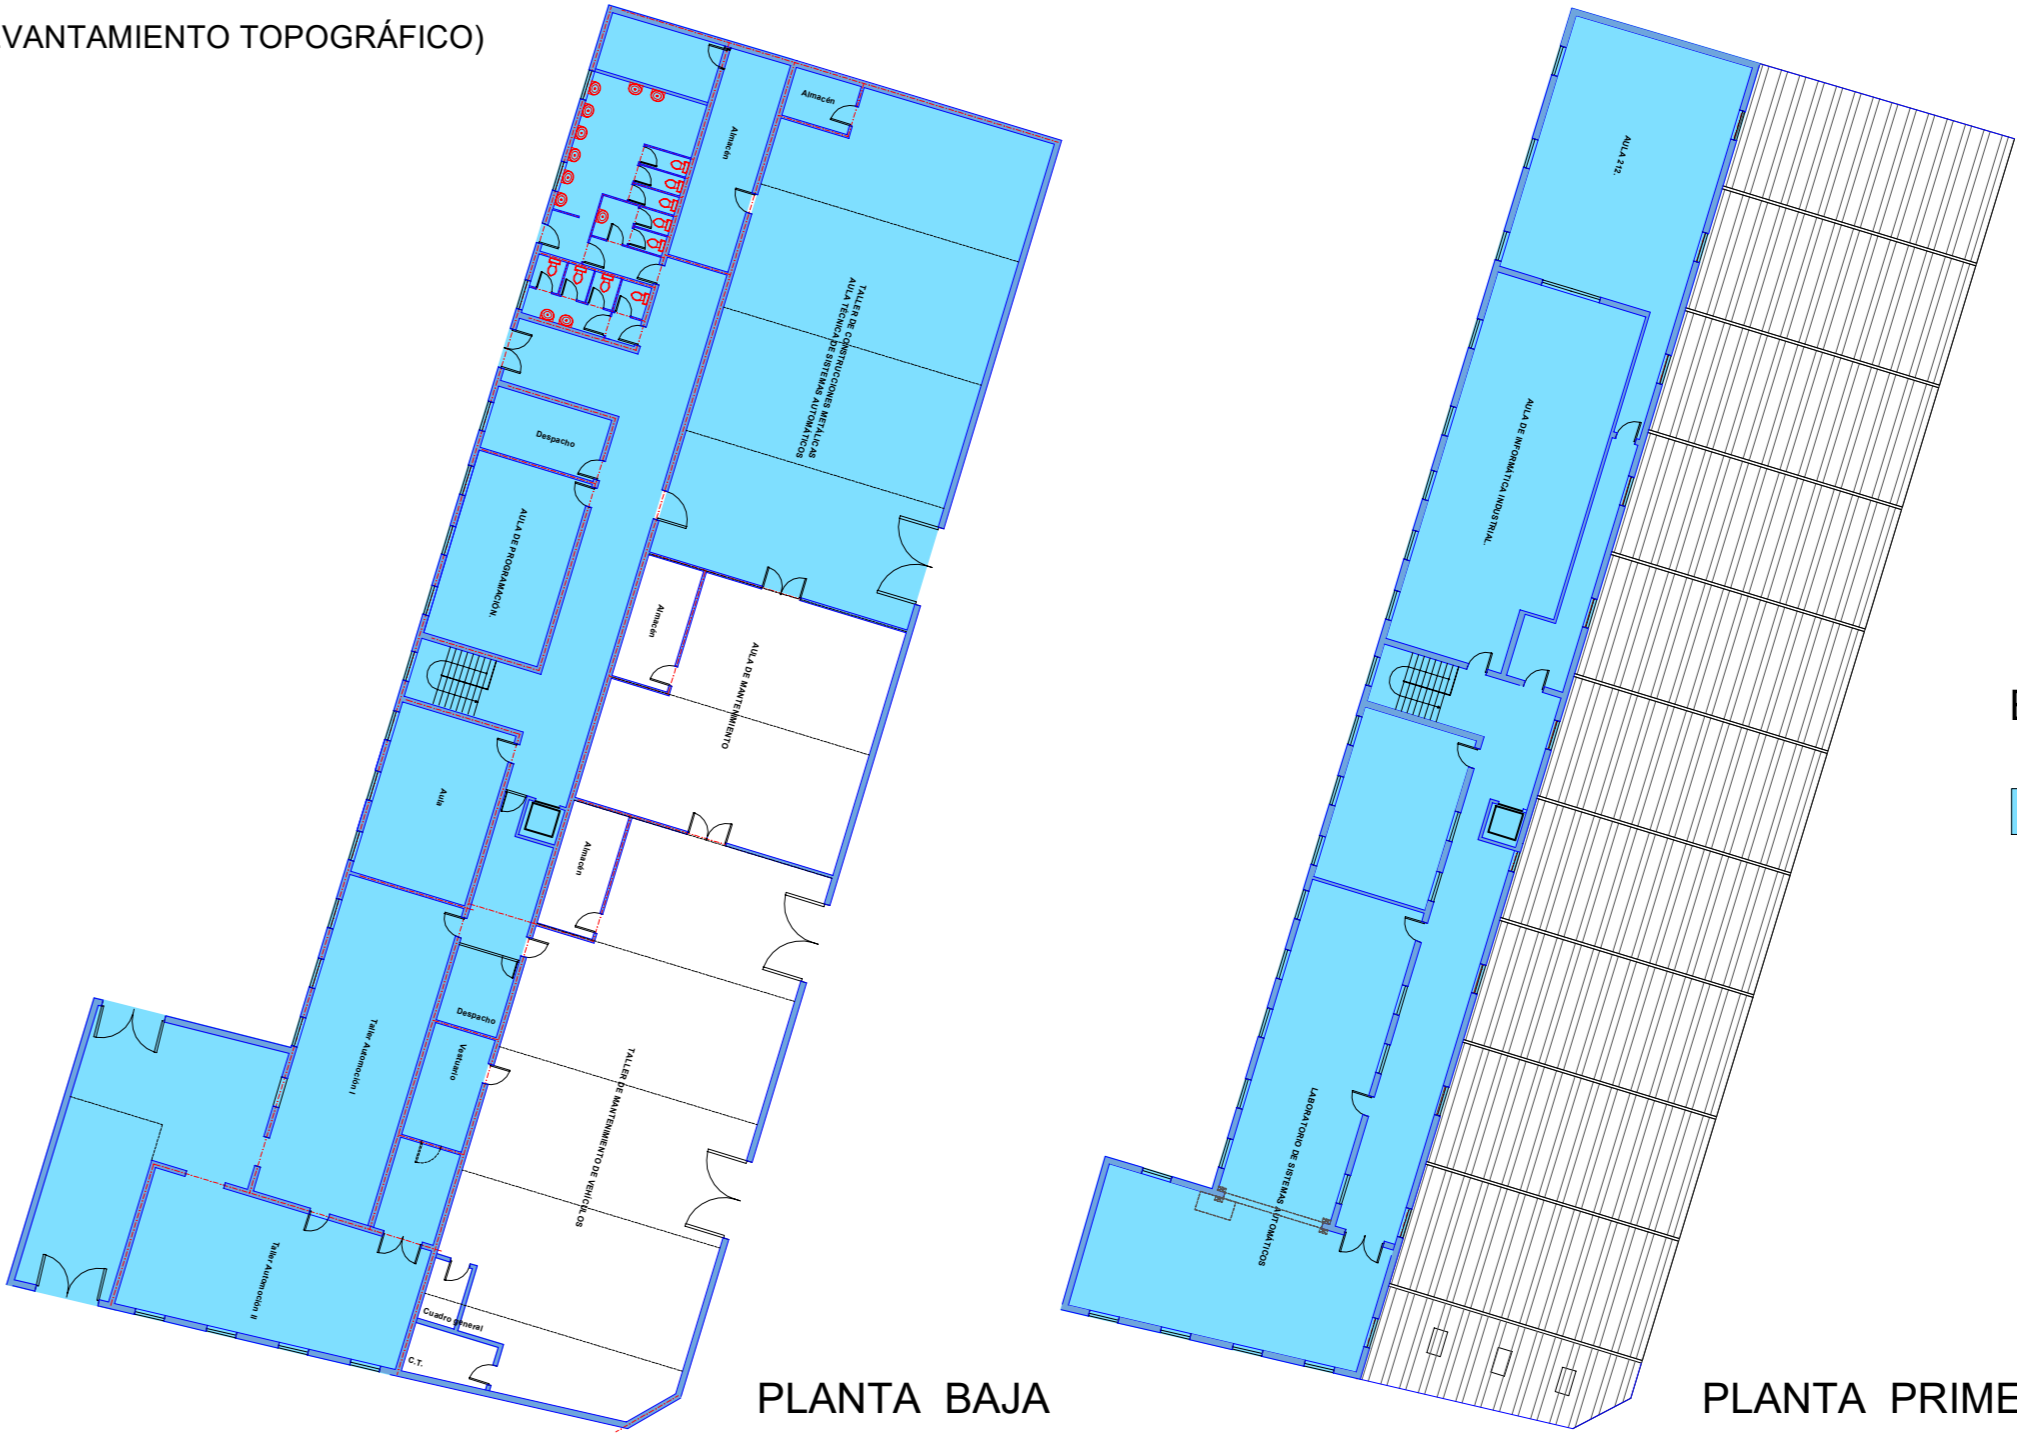 VANTAMIENTO TOPOGRÁFICO)
Almacén
Almacén
TALLER DE CONSTRUCCIONES METÁLICAS
AULA TÉCNICA DE SISTEMAS AUTOMÁTICOS
Despacho
AULA DE PROGRAMACIÓN.
Almacén
AULA DE MANTENIMIENTO
Aula
Almacén
Despacho
Vestuario
Taller Automoción I
TALLER DE MANTENIMIENTO DE VEHÍCULOS
Taller Automoción II
Cuadro general
C.T.
PLANTA BAJA
AULA 212.
AULA DE INFORMÁTICA INDUSTRIAL.
LABORATORIO DE SISTEMAS AUTOMÁTICOS
PLANTA PRIME